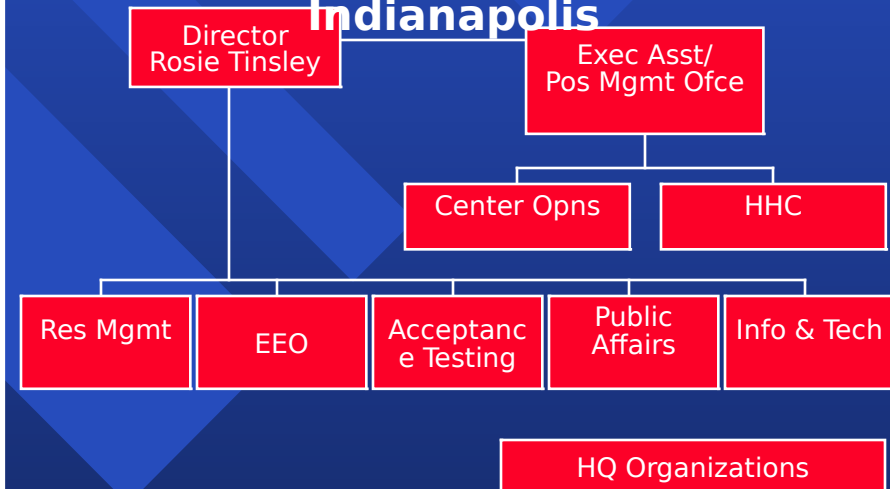 Indianapolis
Director
Rosie Tinsley
Exec Asst/
Pos Mgmt Ofce
Center Opns
HHC
Res Mgmt
EEO
Acceptanc
e Testing
Public
Affairs
Info & Tech
HQ Organizations